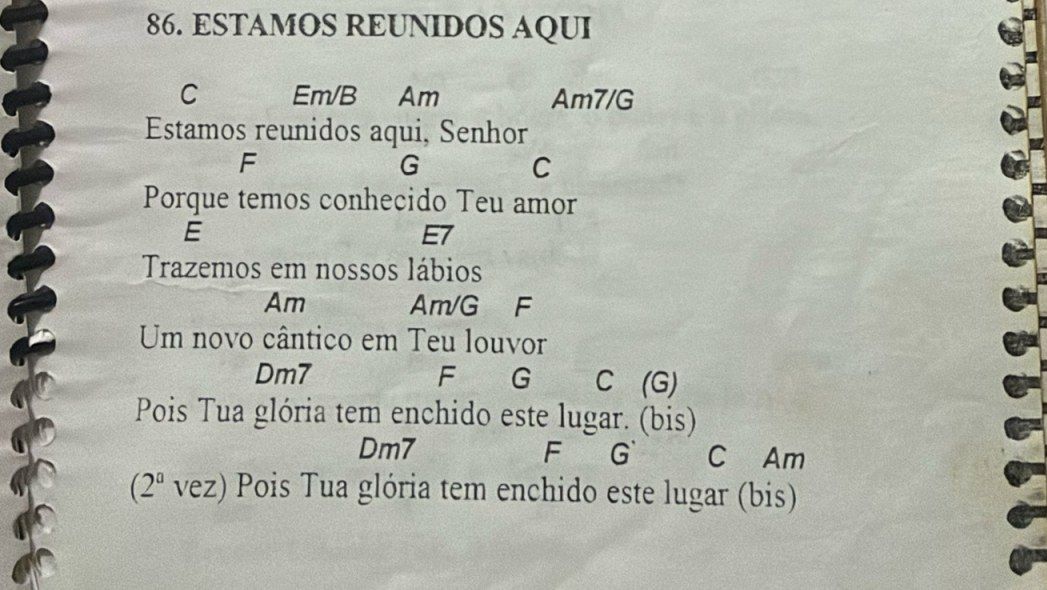 86. ESTAMOS REUNIDOS AQUI
C Em/B Am Am7/G
Estamos reunidos aqui, Senhor
F G C
Porque temos conhecido Teu amor
E E7
Trazemos em nossos lábios
Am Am/G F
Um novo cântico em Teu louvor
Dm7 F G C (G)
Pois Tua glória tem enchido este lugar. (bis)
Dm7 F G C Am
(2ª vez) Pois Tua glória tem enchido este lugar (bis)